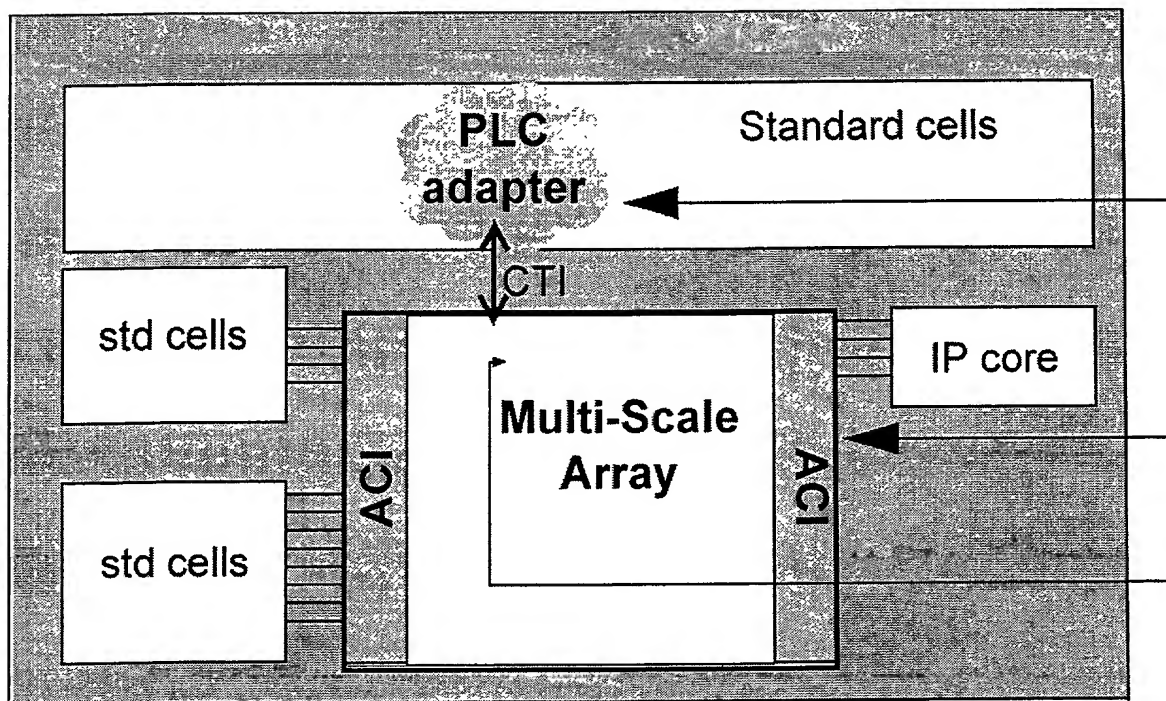 PLC
adapter
Standard cells
CTI
std cells
IP core
Multi-Scale
Array
ACI
ACI
std cells